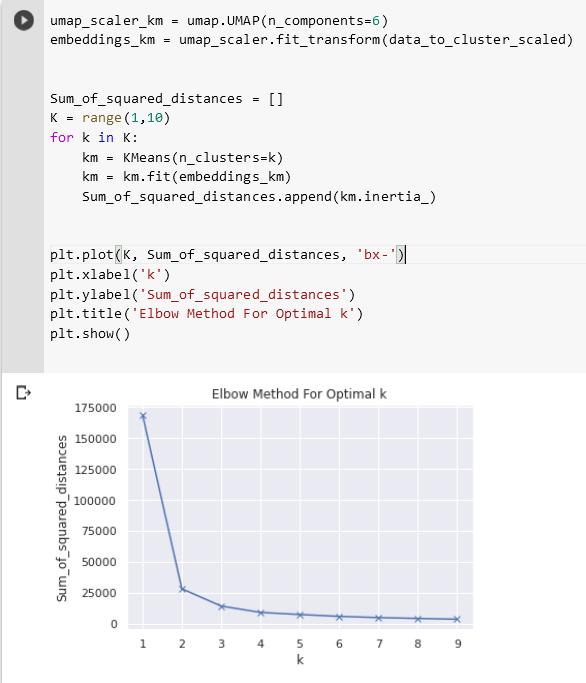 umap_scaler_km = umap.UMAP(n_components=6)
embeddings_km = umap_scaler.fit_transform(data_to_cluster_scaled)
Sum_of_squared_distances = []
K = range(1,10)
for k in K:
    km = KMeans(n_clusters=k)
    km = km.fit(embeddings_km)
    Sum_of_squared_distances.append(km.inertia_)
plt.plot(K, Sum_of_squared_distances, 'bx-')
plt.xlabel('k')
plt.ylabel('Sum_of_squared_distances')
plt.title('Elbow Method For Optimal k')
plt.show()
Elbow Method For Optimal k
Sum_of_squared_distances
175000
150000
125000
100000
75000
50000
25000
0
1 2 3 4 5 6 7 8 9
k